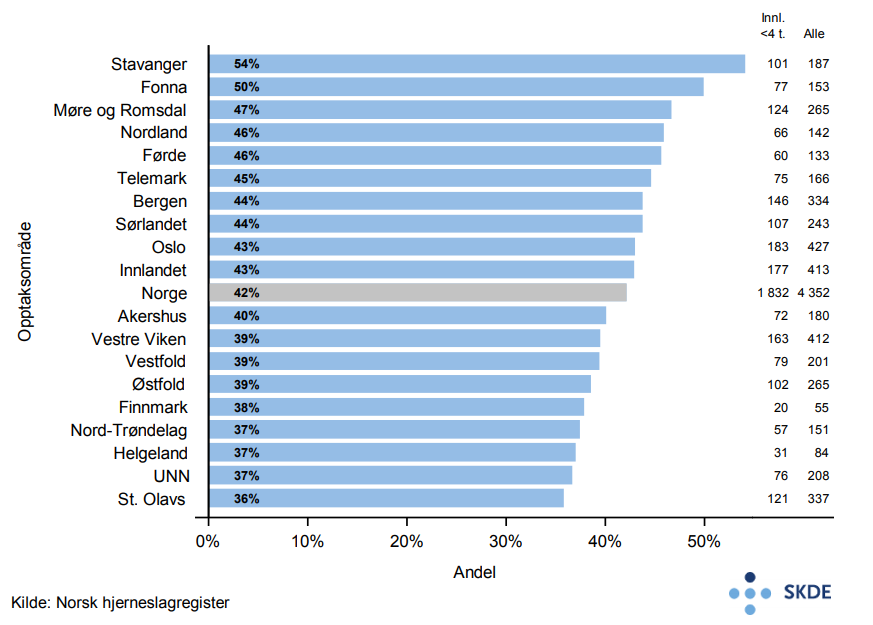 Innl.
<4 t. Alle
Stavanger 54% 101 187
Fonna 50% 77 153
Møre og Romsdal 47% 124 265
Nordland 46% 66 142
Førde 46% 60 133
Telemark 45% 75 166
Bergen 44% 146 334
Sørlandet 44% 107 243
Oslo 43% 183 427
Innlandet 43% 177 413
Norge 42% 1 832 4 352
Akershus 40% 72 180
Vestre Viken 39% 163 412
Vestfold 39% 79 201
Østfold 39% 102 265
Finnmark 38% 20 55
Nord-Trøndelag 37% 57 151
Helgeland 37% 31 84
UNN 37% 76 208
St. Olavs 36% 121 337
Opptaksområde
0% 10% 20% 30% 40% 50%
Andel
Kilde: Norsk hjerneslagregister
SKDE